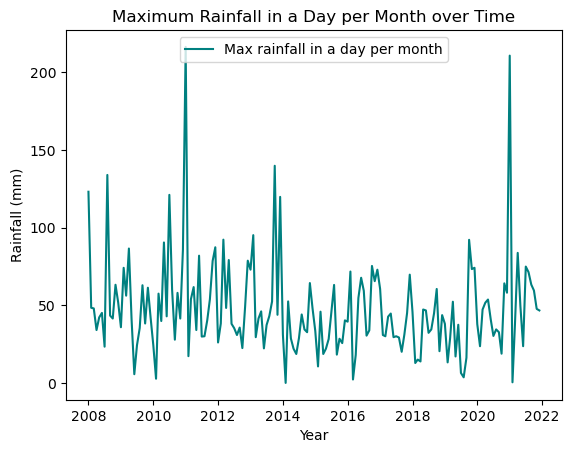 Maximum Rainfall in a Day per Month over Time
Max rainfall in a day per month
Rainfall (mm)
200
150
100
50
0
2008 2010 2012 2014 2016 2018 2020 2022
Year